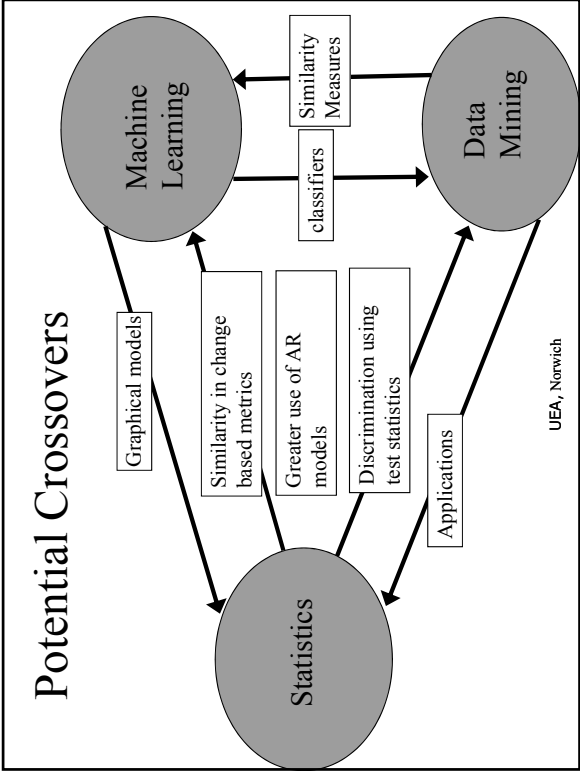 Potential Crossovers
Graphical models
Machine
Learning
Similarity in change
based metrics
classifiers
Similarity
Measures
Greater use of AR
models
Statistics
Discrimination using
test statistics
Data
Mining
Applications
UEA, Norwich